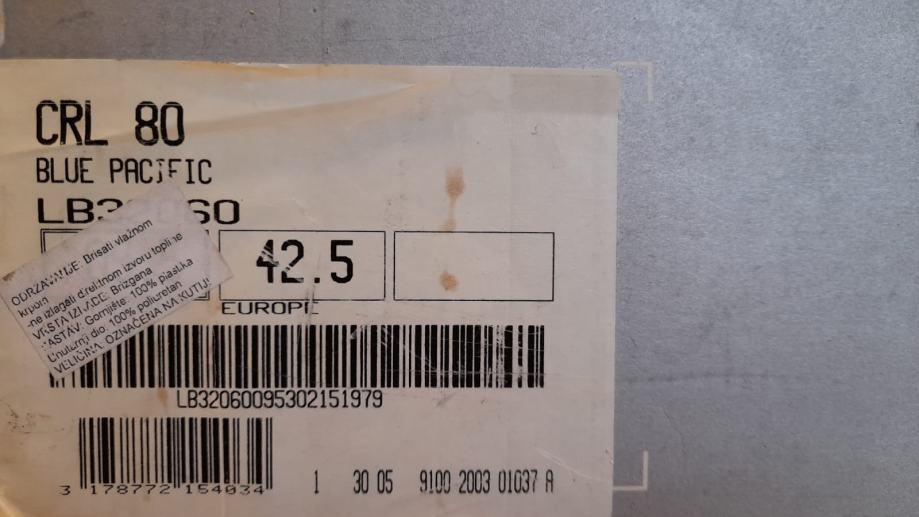 CRL 80
BLUE PACIFIC
LB32060
42.5
EUROPE
ODRŽAVANJE: Brisati vlažnom
krpom
-ne izlagati direktnom izvoru topline
VRSTA IZRADE: Brizgana
SASTAV: Gornjište: 100% plastika
Unutarnji dio: 100% poliuretan
VELIČINA: OZNAČENA NA KUTIJI
LB32060095302151979
3 178772 154034
1 30 05 9100 2003 01037 A